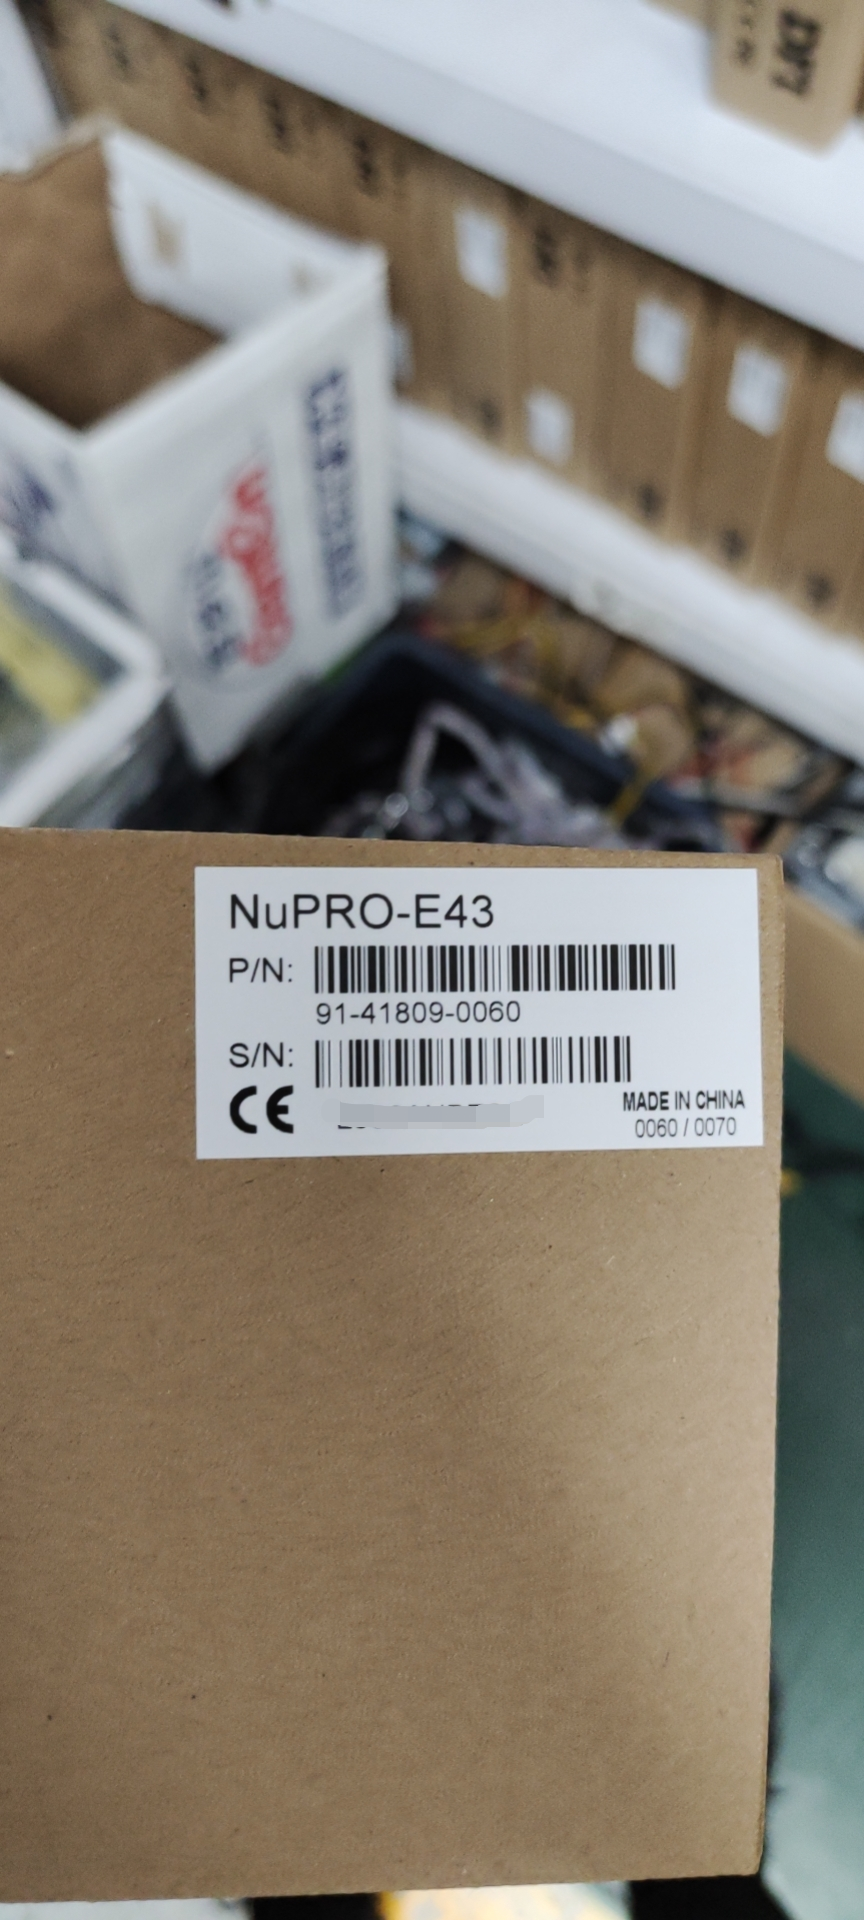 NuPRO-E43
P/N:
91-41809-0060
S/N:
CE
MADE IN CHINA
0060 / 0070